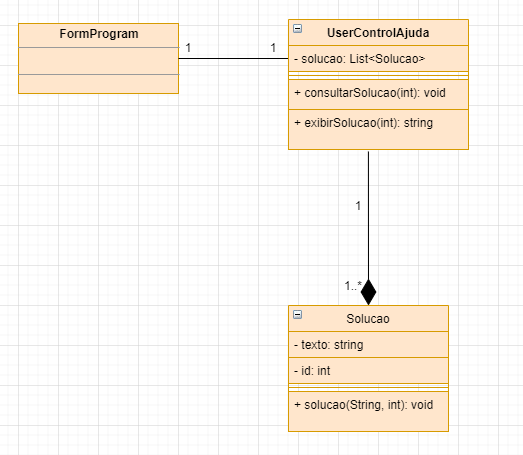 FormProgram
1
1
UserControlAjuda
- solucao: List<Solucao>
+ consultarSolucao(int): void
+ exibirSolucao(int): string
1
1..*
Solucao
- texto: string
- id: int
+ solucao(String, int): void